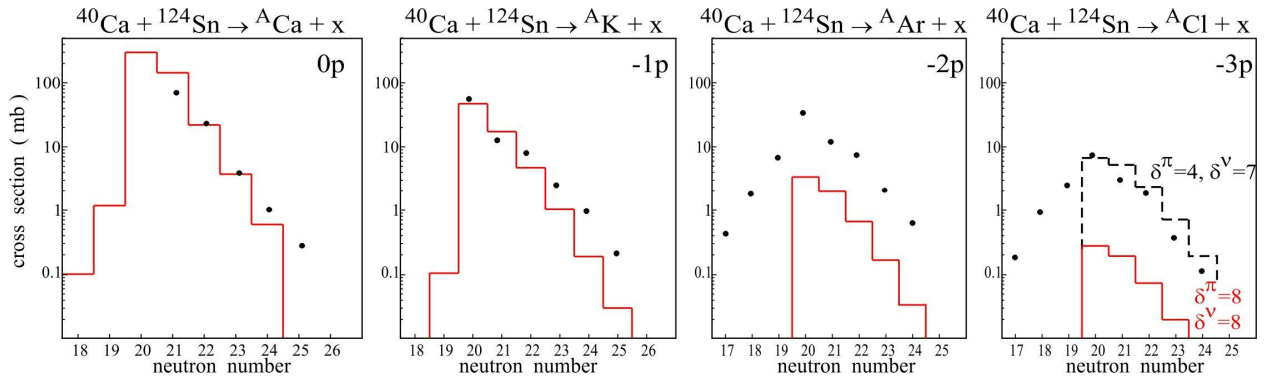 ⁴⁰Ca + ¹²⁴Sn → ᴬCa + x
⁴⁰Ca + ¹²⁴Sn → ᴬK + x
⁴⁰Ca + ¹²⁴Sn → ᴬAr + x
⁴⁰Ca + ¹²⁴Sn → ᴬCl + x
cross section ( mb )
100
10
1
0.1
0p
18 19 20 21 22 23 24 25 26
neutron number
100
10
1
0.1
-1p
18 19 20 21 22 23 24 25 26
neutron number
100
10
1
0.1
-2p
17 18 19 20 21 22 23 24 25
neutron number
100
10
1
0.1
-3p
δ^π=4, δ^ν=7
δ^π=8
δ^ν=8
17 18 19 20 21 22 23 24 25
neutron number